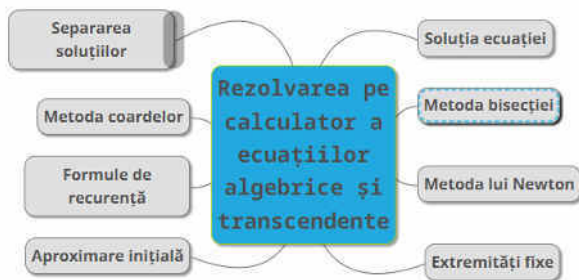 Separarea
soluțiilor
Metoda coardelor
Formule de
recurență
Aproximare inițială
Rezolvarea pe
calculator a
ecuațiilor
algebrice și
transcendente
Soluția ecuației
Metoda bisecției
Metoda lui Newton
Extremități fixe